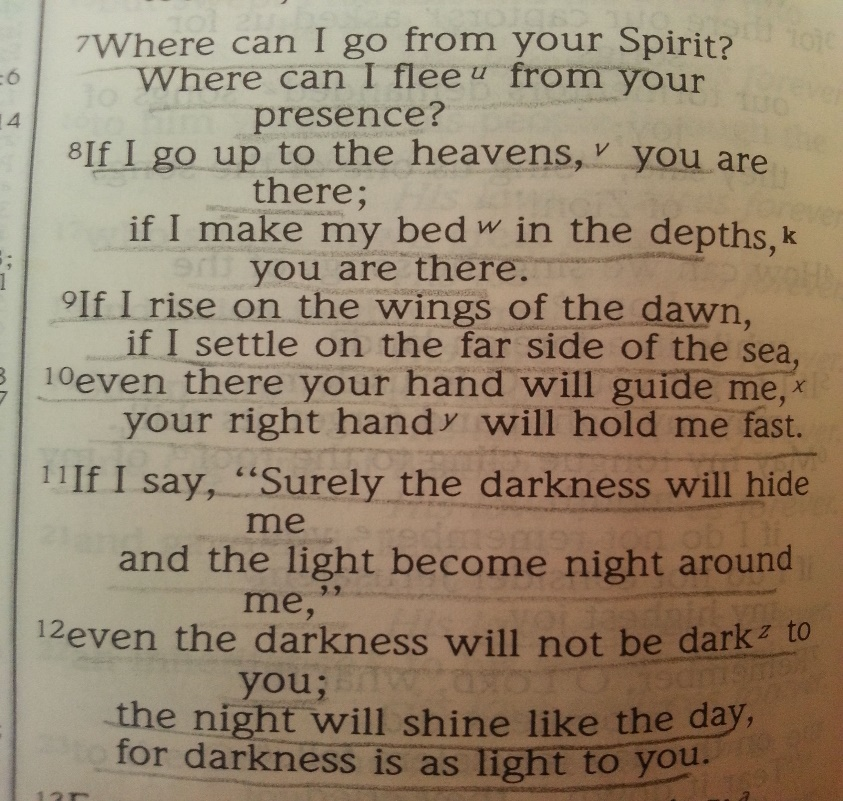 7Where can I go from your Spirit?
Where can I flee u from your
presence?
8If I go up to the heavens, v you are
there;
if I make my bed w in the depths, k
you are there.
9If I rise on the wings of the dawn,
if I settle on the far side of the sea,
10even there your hand will guide me, x
your right hand y will hold me fast.
11If I say, “Surely the darkness will hide
me
and the light become night around
me,”
12even the darkness will not be dark z to
you;
the night will shine like the day,
for darkness is as light to you.